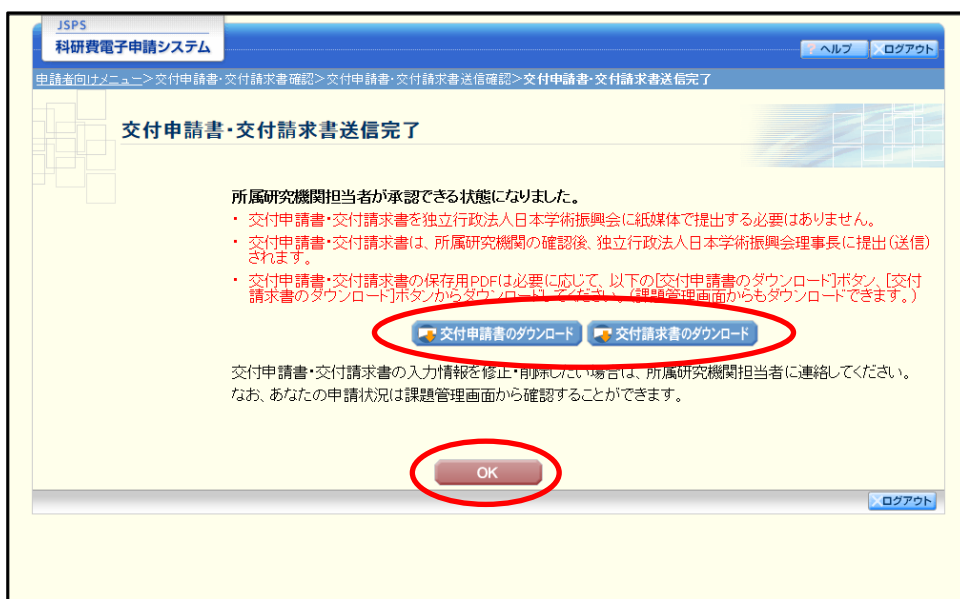 JSPS
科研費電子申請システム
? ヘルプ
ログアウト
申請者向けメニュー>交付申請書・交付請求書確認>交付申請書・交付請求書送信確認>交付申請書・交付請求書送信完了
交付申請書・交付請求書送信完了
所属研究機関担当者が承認できる状態になりました。
・ 交付申請書・交付請求書を独立行政法人日本学術振興会に紙媒体で提出する必要はありません。
・ 交付申請書・交付請求書は、所属研究機関の確認後、独立行政法人日本学術振興会理事長に提出(送信)
されます。
・ 交付申請書・交付請求書の保存用PDFは必要に応じて、以下の[交付申請書のダウンロード]ボタン、[交付
請求書のダウンロード]ボタンからダウンロードしてください。(課題管理画面からもダウンロードできます。)
交付申請書のダウンロード
交付請求書のダウンロード
交付申請書・交付請求書の入力情報を修正・削除したい場合は、所属研究機関担当者に連絡してください。
なお、あなたの申請状況は課題管理画面から確認することができます。
OK
ログアウト